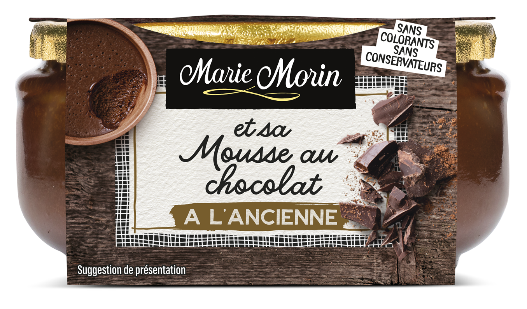 SANS
COLORANTS
SANS
CONSERVATEURS
Marie Morin
et sa
Mousse au
chocolat
A L'ANCIENNE
Suggestion de présentation